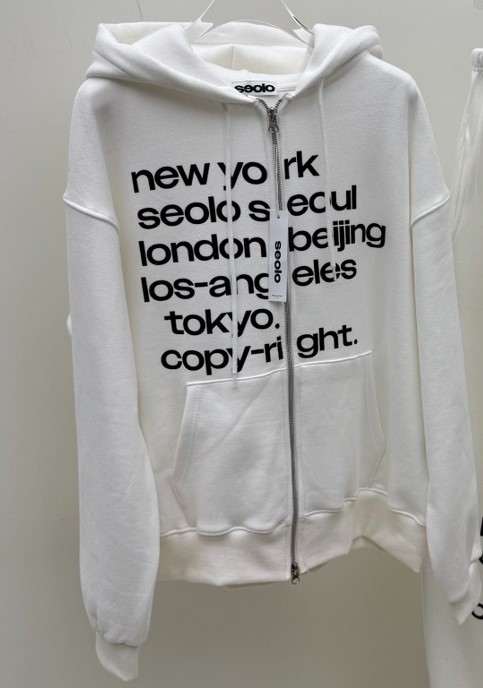 seolo
new york
seolo seoul
london. beijing
los-angeles
tokyo.
copy-right.
seolo